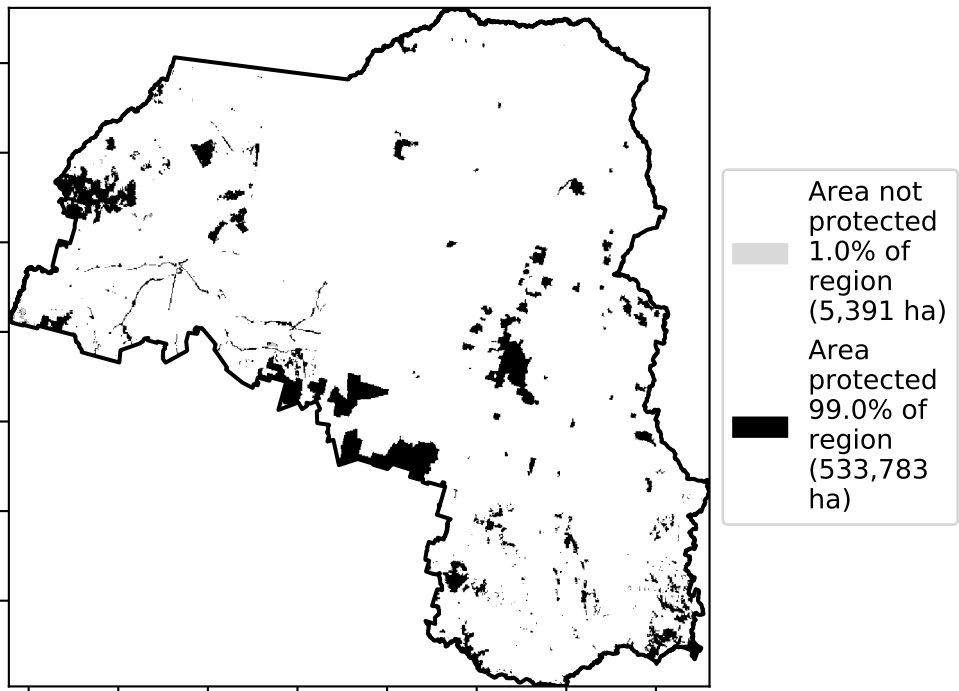 Area not
protected
1.0% of
region
(5,391 ha)
Area
protected
99.0% of
region
(533,783
ha)